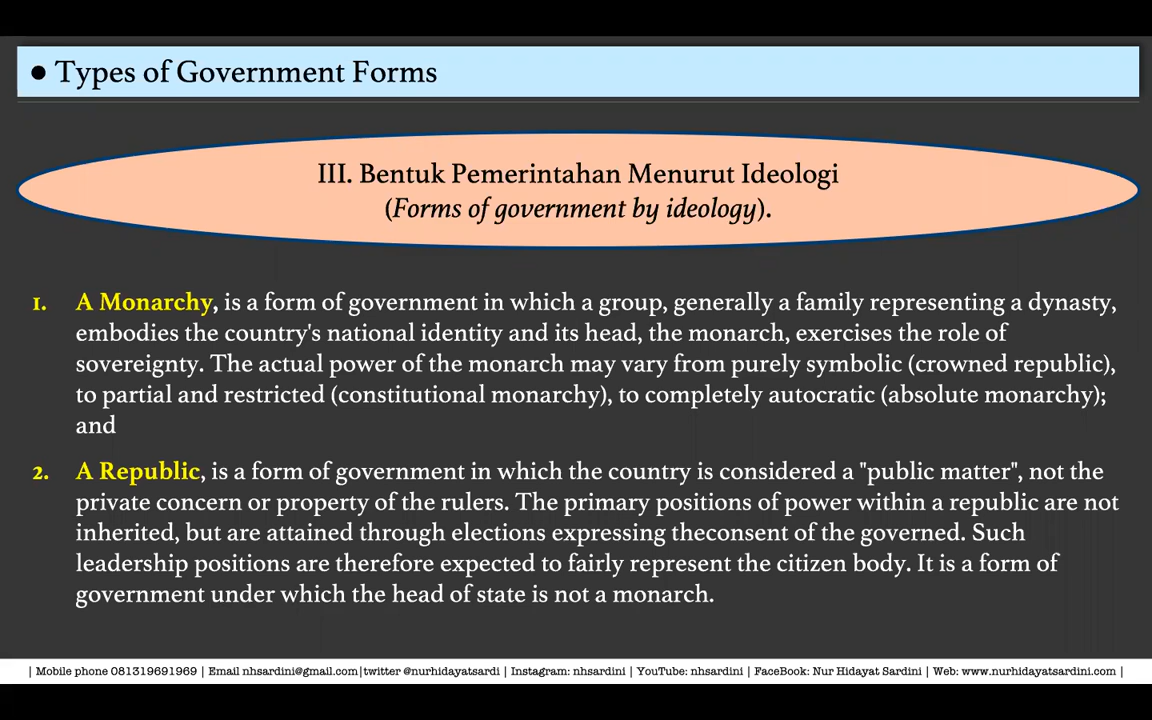 ● Types of Government Forms
III. Bentuk Pemerintahan Menurut Ideologi
(Forms of government by ideology).
1. A Monarchy, is a form of government in which a group, generally a family representing a dynasty,
embodies the country's national identity and its head, the monarch, exercises the role of
sovereignty. The actual power of the monarch may vary from purely symbolic (crowned republic),
to partial and restricted (constitutional monarchy), to completely autocratic (absolute monarchy);
and
2. A Republic, is a form of government in which the country is considered a "public matter", not the
private concern or property of the rulers. The primary positions of power within a republic are not
inherited, but are attained through elections expressing theconsent of the governed. Such
leadership positions are therefore expected to fairly represent the citizen body. It is a form of
government under which the head of state is not a monarch.
| Mobile phone 081319691969 | Email nhsardini@gmail.com|twitter @nurhidayatsardi | Instagram: nhsardini | YouTube: nhsardini | FaceBook: Nur Hidayat Sardini | Web: www.nurhidayatsardini.com |